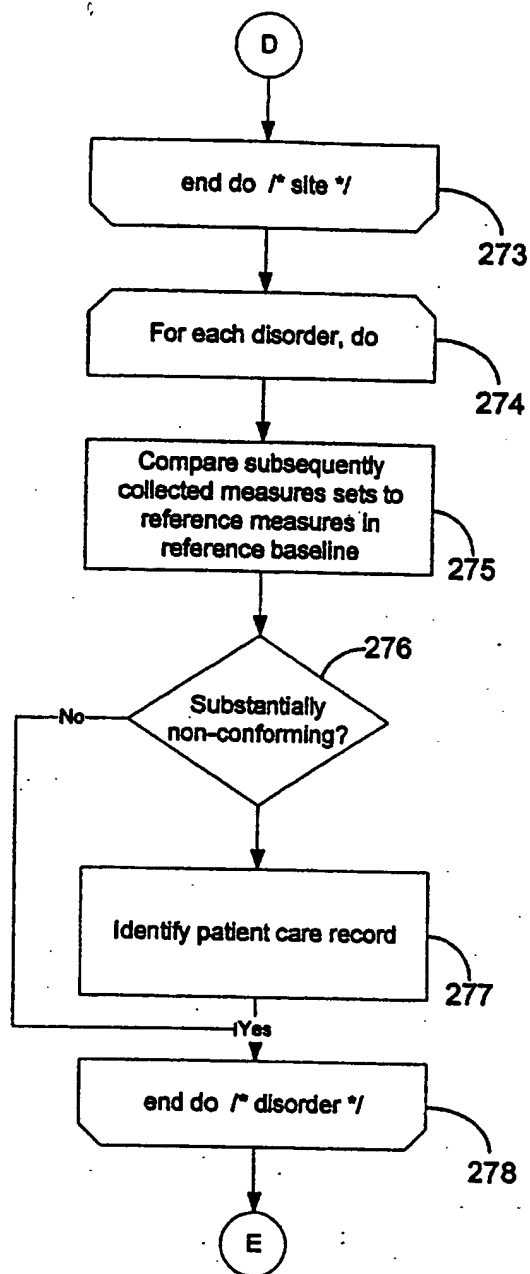 D
end do /* site */
273
For each disorder, do
274
Compare subsequently
collected measures sets to
reference measures in
reference baseline
275
276
Substantially
non-conforming?
No
Identify patient care record
277
Yes
end do /* disorder */
278
E